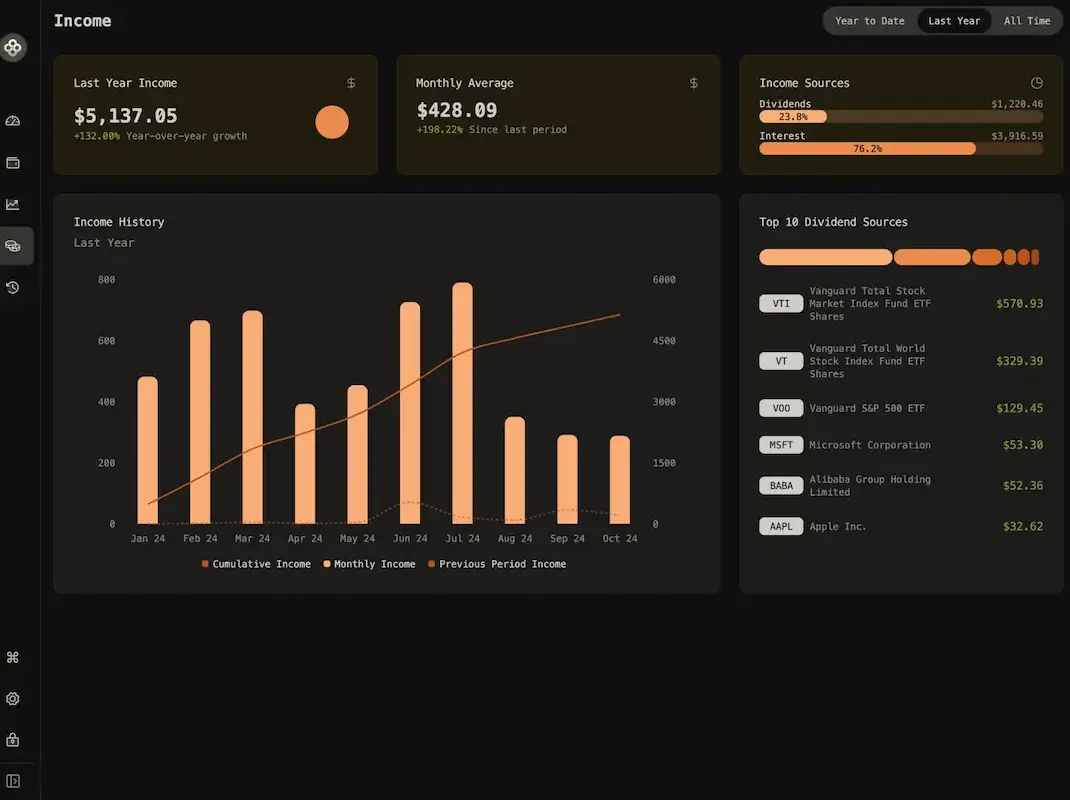 Income
Year to Date Last Year All Time
Last Year Income $
$5,137.05
+132.00% Year-over-year growth
Monthly Average $
$428.09
+198.22% Since last period
Income Sources
Dividends $1,220.46
23.8%
Interest $3,916.59
76.2%
Income History
Last Year
800 6000
600 4500
400 3000
200 1500
0 0
Jan 24 Feb 24 Mar 24 Apr 24 May 24 Jun 24 Jul 24 Aug 24 Sep 24 Oct 24
Cumulative Income Monthly Income Previous Period Income
Top 10 Dividend Sources
Vanguard Total Stock
VTI Market Index Fund ETF $570.93
Shares
Vanguard Total World
VT Stock Index Fund ETF $329.39
Shares
VOO Vanguard S&P 500 ETF $129.45
MSFT Microsoft Corporation $53.30
BABA Alibaba Group Holding $52.36
Limited
AAPL Apple Inc. $32.62